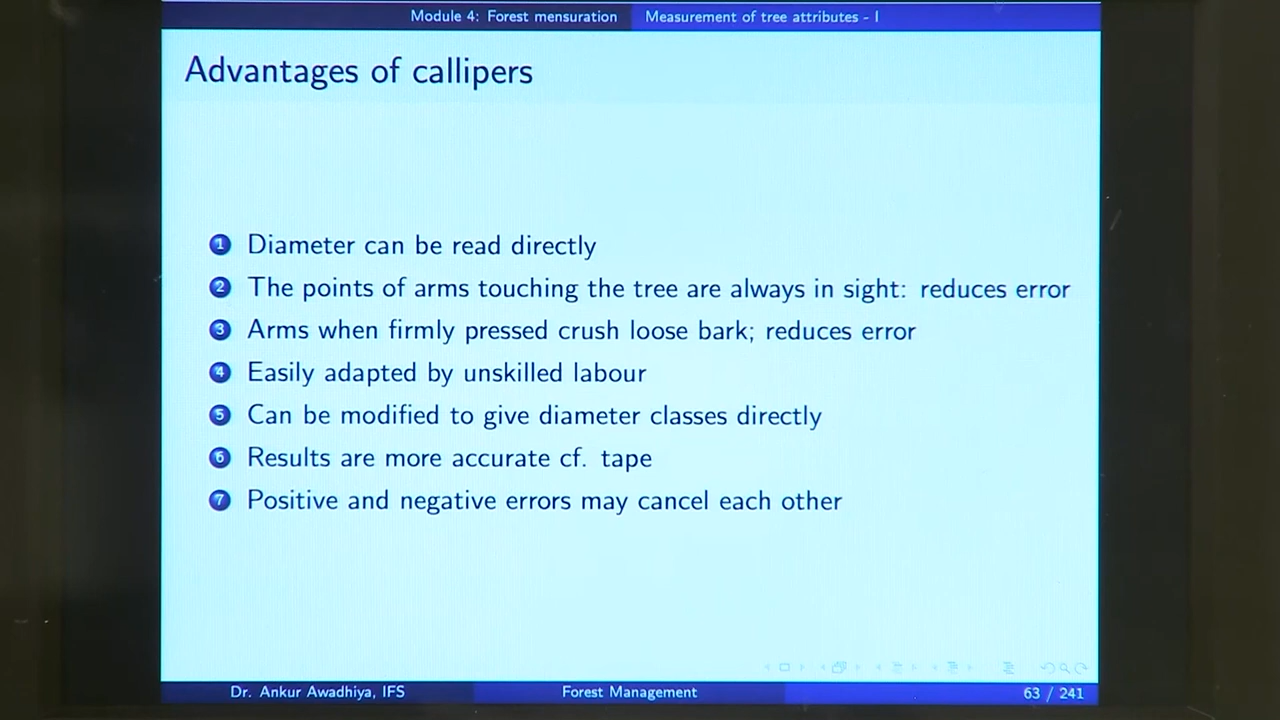 Module 4: Forest mensuration Measurement of tree attributes - I
Advantages of callipers
1 Diameter can be read directly
2 The points of arms touching the tree are always in sight: reduces error
3 Arms when firmly pressed crush loose bark; reduces error
4 Easily adapted by unskilled labour
5 Can be modified to give diameter classes directly
6 Results are more accurate cf. tape
7 Positive and negative errors may cancel each other
Dr. Ankur Awadhiya, IFS Forest Management 63 / 241